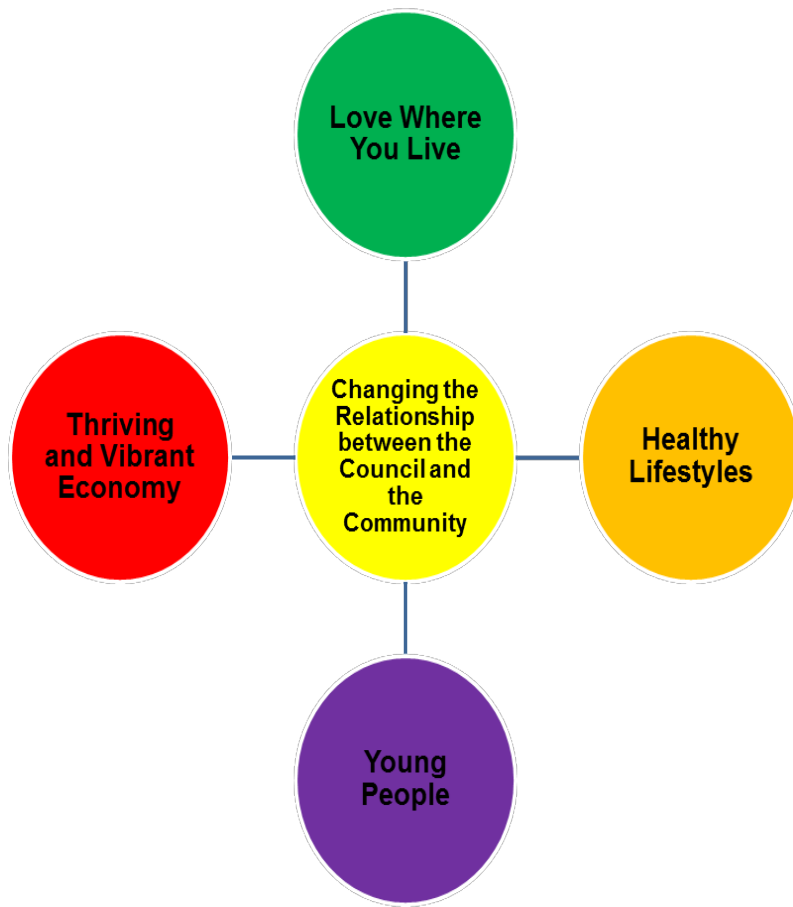 Love Where
You Live
Thriving
and Vibrant
Economy
Changing the
Relationship
between the
Council and
the
Community
Healthy
Lifestyles
Young
People